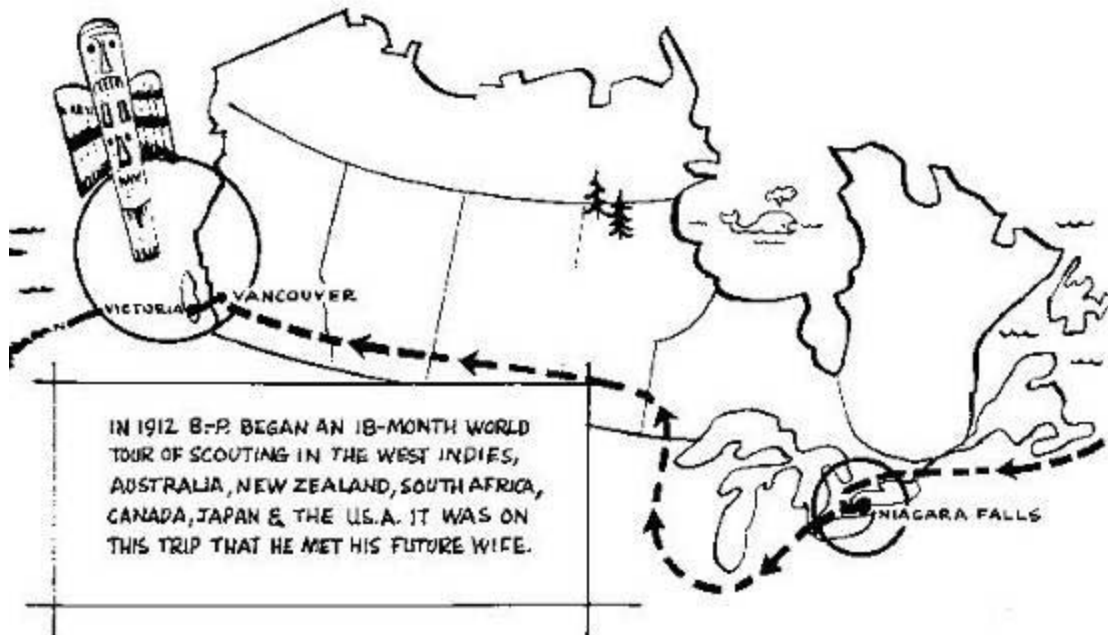 VANCOUVER
VICTORIA
IN 1912 B.-P. BEGAN AN 18-MONTH WORLD
TOUR OF SCOUTING IN THE WEST INDIES,
AUSTRALIA, NEW ZEALAND, SOUTH AFRICA,
CANADA, JAPAN & THE U.S.A. IT WAS ON
THIS TRIP THAT HE MET HIS FUTURE WIFE.
NIAGARA FALLS